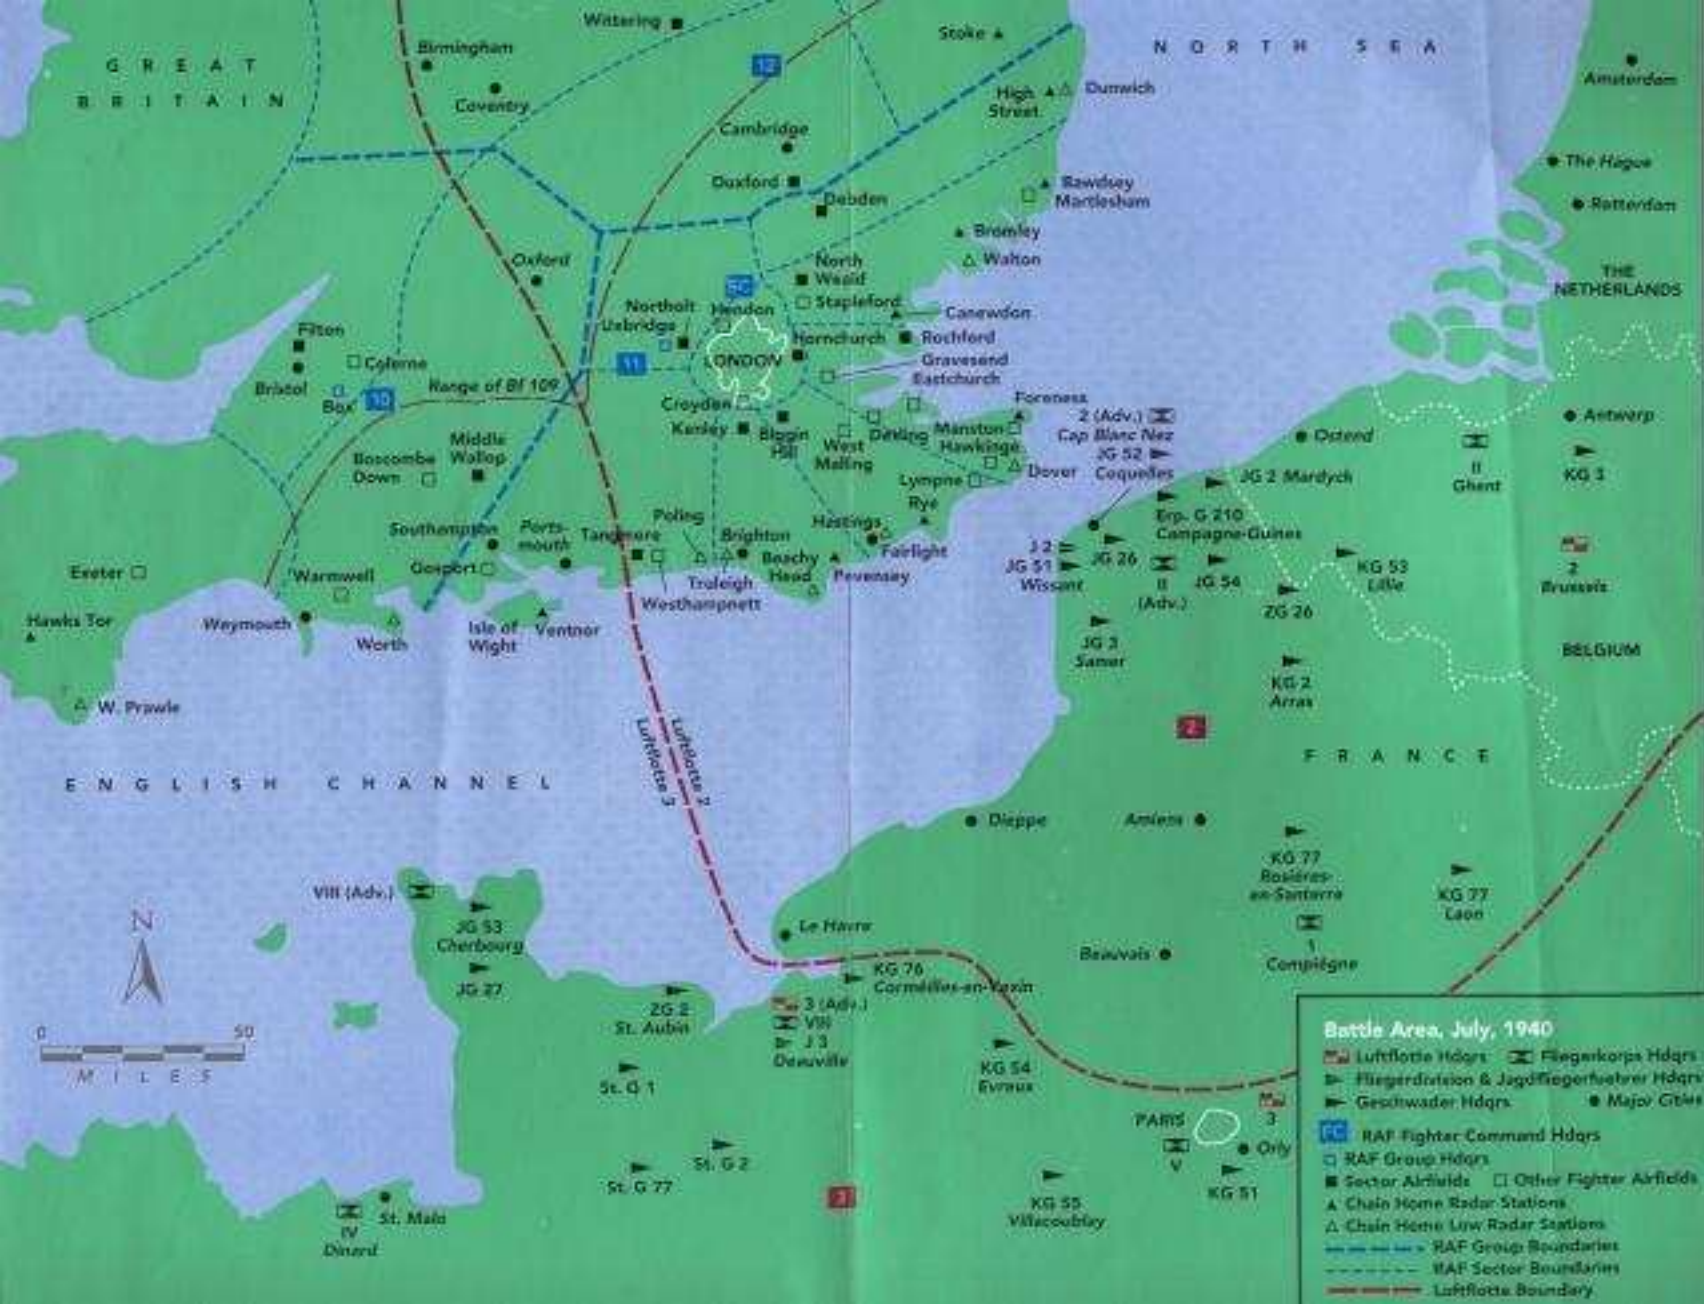 GREAT
BRITAIN
Birmingham
Coventry
Wittering
12
Stoke
NORTH SEA
High
Street
Dunwich
Amsterdam
Cambridge
Duxford
Debden
Bawdsey
Martlesham
The Hague
Rotterdam
Bromley
Walton
Oxford
North
Weald
THE
NETHERLANDS
FC
Stapleford
Northolt
Hendon
Uxbridge
Canewdon
Filton
Hornchurch
Rochford
Colerne
11
LONDON
Gravesend
Eastchurch
Bristol
Box
10
Range of Bf 109
Croydon
Foreness
2 (Adv.)
Cap Blanc Nez
Antwerp
Kenley
Biggin
Hill
West
Malling
Detling
Manston
Hawkinge
Ostend
Middle
Wallop
Boscombe
Down
JG 52
Coquelles
Dover
Lympne
JG 2 Mardyck
II
Ghent
KG 3
Rye
Southampton
Ports-
mouth
Tangmere
Poling
Brighton
Hastings
Fairlight
Erp. G 210
Campagne-Guines
Beachy
Head
Pevensey
J-2
JG 51
Wissant
JG 26
II
(Adv.)
JG 54
KG 53
Lillie
2
Brussels
Exeter
Warmwell
Gosport
Truleigh
Westhampnett
ZG 26
Hawks Tor
Weymouth
Worth
Isle of
Wight
Ventnor
JG 3
Samer
BELGIUM
KG 2
Arras
W. Prawle
Luftflotte 2
Luftflotte 3
2
FRANCE
ENGLISH CHANNEL
Dieppe
Amiens
KG 77
Rosiéres-
en-Santerre
KG 77
Laon
VIII (Adv.)
JG 53
Cherbourg
Le Havre
1
Compiégne
Beauvais
N
JG 27
KG 76
Corméilles-en-Vexin
ZG 2
St. Aubin
3 (Adv.)
VIII
J 3
Deauville
0 50
MILES
St. G 1
KG 54
Evreux
PARIS
3
V
Orly
St. G 2
St. G 77
3
KG 55
Villacoublay
KG 51
IV
Dinard
St. Malo
Battle Area, July, 1940
Luftflotte Hdqrs
Fliegerkorps Hdqrs
Fliegerdivision & Jagdfliegerfuehrer Hdqrs
Geschwader Hdqrs
Major Cities
FC RAF Fighter Command Hdqrs
RAF Group Hdqrs
Sector Airfields
Other Fighter Airfields
Chain Home Radar Stations
Chain Home Low Radar Stations
RAF Group Boundaries
RAF Sector Boundaries
Luftflotte Boundary